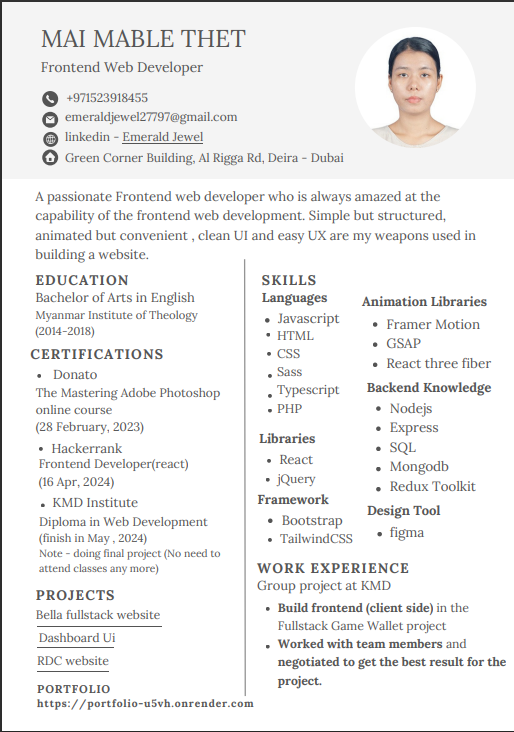 MAI MABLE THET
Frontend Web Developer
+971523918455
emeraldjewel27797@gmail.com
linkedin - Emerald Jewel
Green Corner Building, Al Rigga Rd, Deira - Dubai
A passionate Frontend web developer who is always amazed at the
capability of the frontend web development. Simple but structured,
animated but convenient , clean UI and easy UX are my weapons used in
building a website.
EDUCATION
Bachelor of Arts in English
Myanmar Institute of Theology
(2014-2018)
CERTIFICATIONS
• Donato
The Mastering Adobe Photoshop
online course
(28 February, 2023)
• Hackerrank
Frontend Developer(react)
(16 Apr, 2024)
• KMD Institute
Diploma in Web Development
(finish in May , 2024)
Note - doing final project (No need to
attend classes any more)
PROJECTS
Bella fullstack website
Dashboard Ui
RDC website
PORTFOLIO
https://portfolio-u5vh.onrender.com
SKILLS
Languages
• Javascript
• HTML
• CSS
• Sass
• Typescript
• PHP
Libraries
• React
• jQuery
Framework
• Bootstrap
• TailwindCSS
Animation Libraries
• Framer Motion
• GSAP
• React three fiber
Backend Knowledge
• Nodejs
• Express
• SQL
• Mongodb
• Redux Toolkit
Design Tool
• figma
WORK EXPERIENCE
Group project at KMD
• Build frontend (client side) in the
Fullstack Game Wallet project
• Worked with team members and
negotiated to get the best result for the
project.